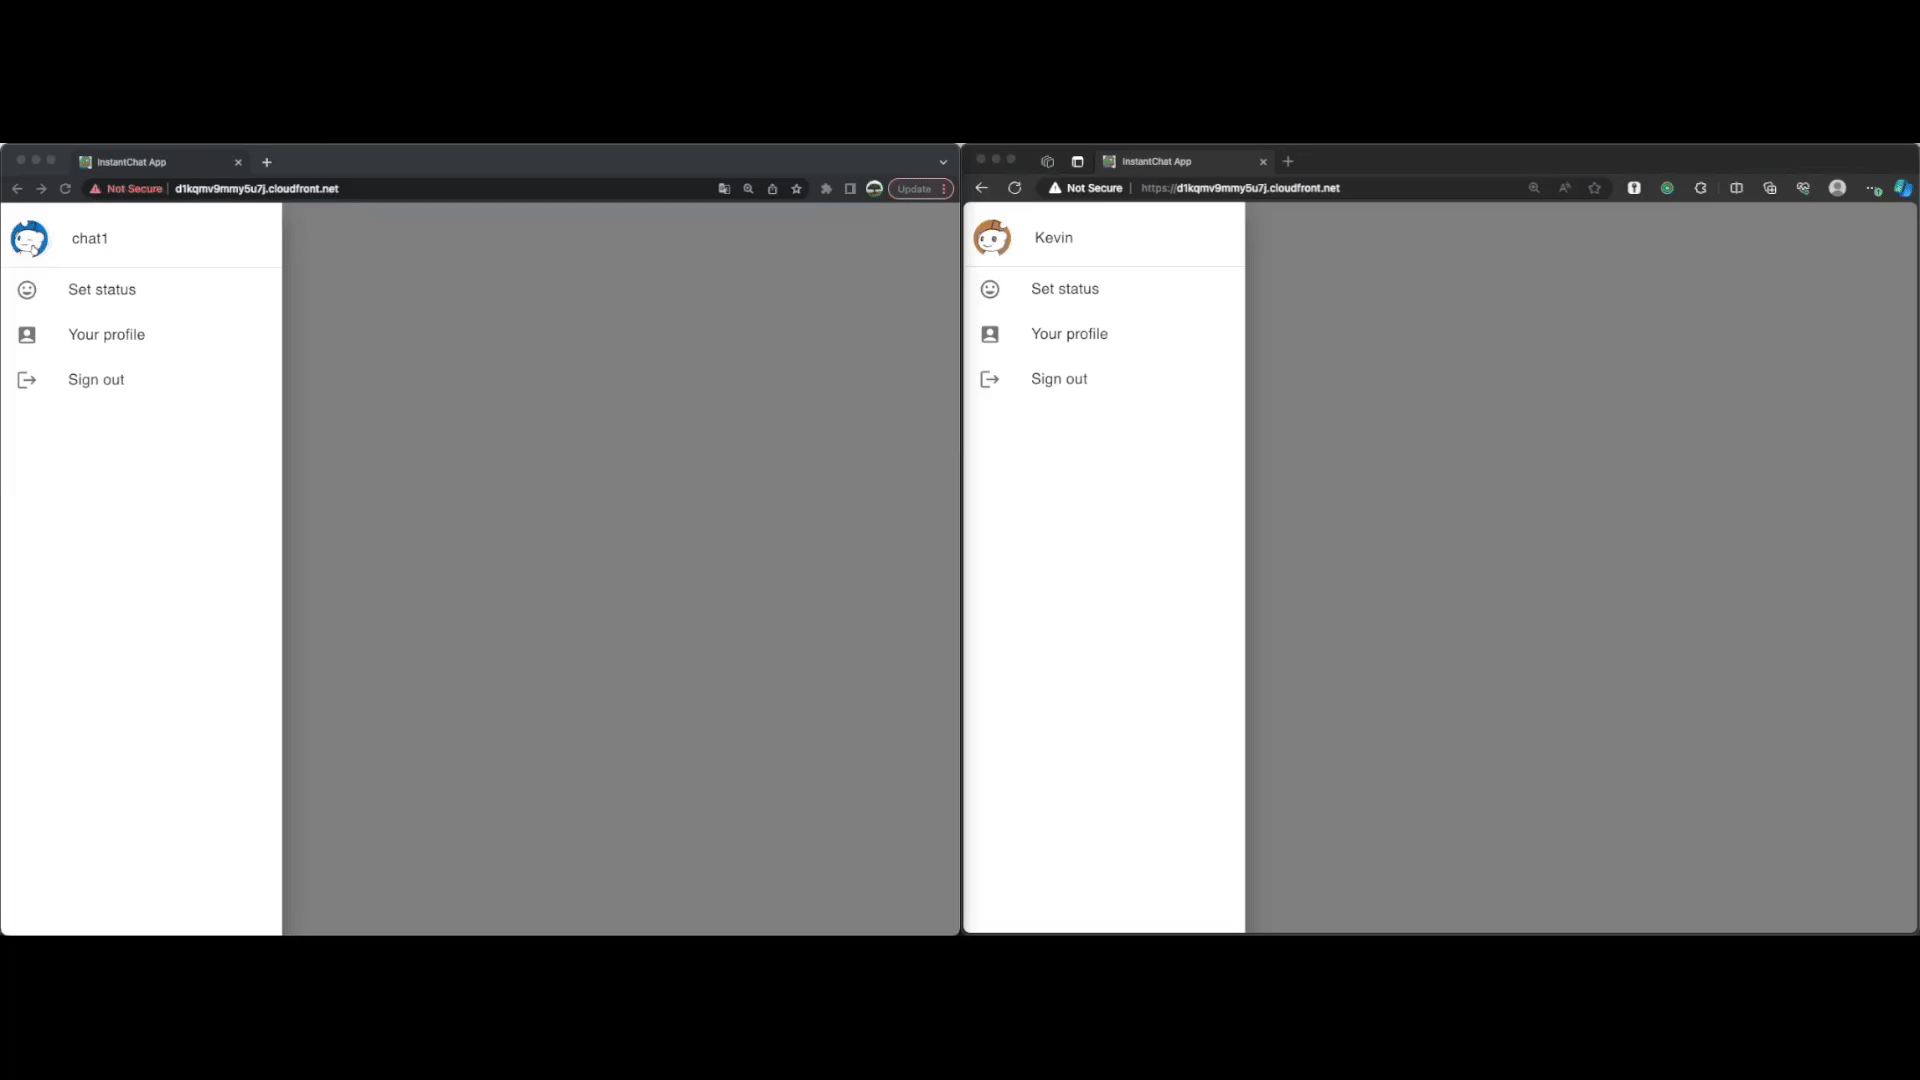 InstantChat App
Not Secure d1kqmv9mmy5u7j.cloudfront.net Update
chat1
Set status
Your profile
Sign out
InstantChat App
Not Secure https://d1kqmv9mmy5u7j.cloudfront.net
Kevin
Set status
Your profile
Sign out